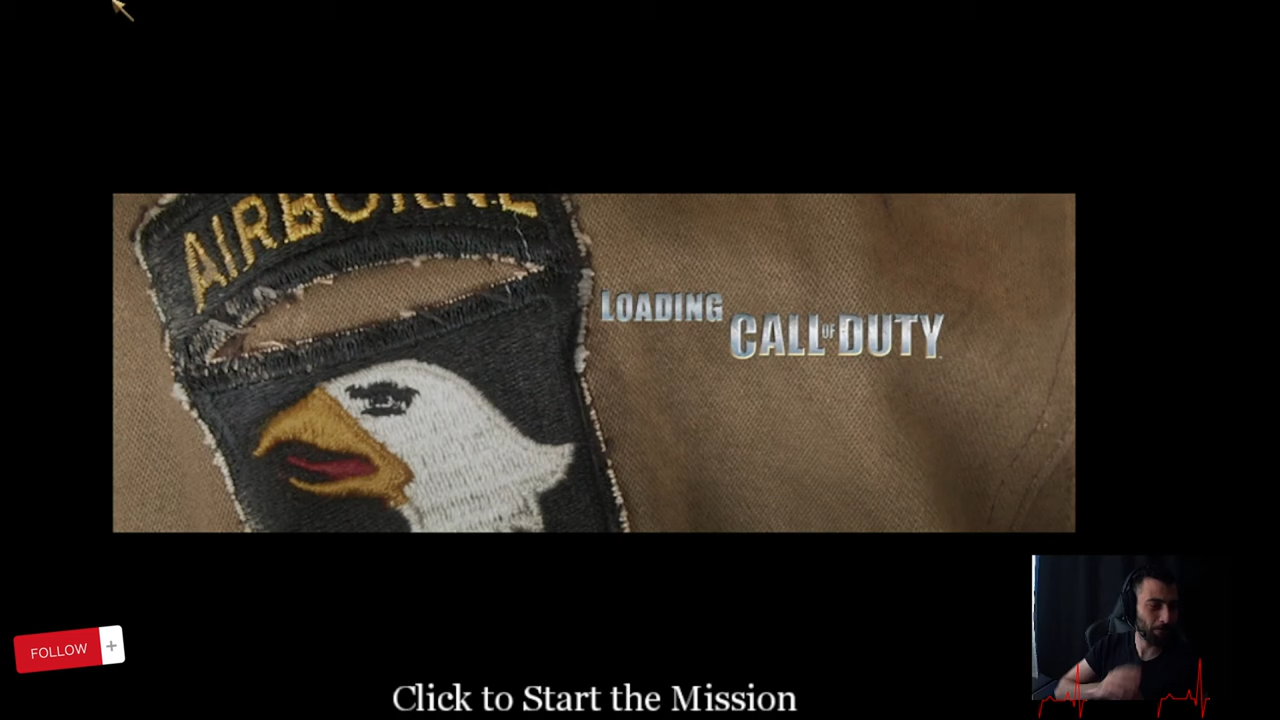 AIRBORNE
LOADING
CALL OF DUTY
FOLLOW +
Click to Start the Mission